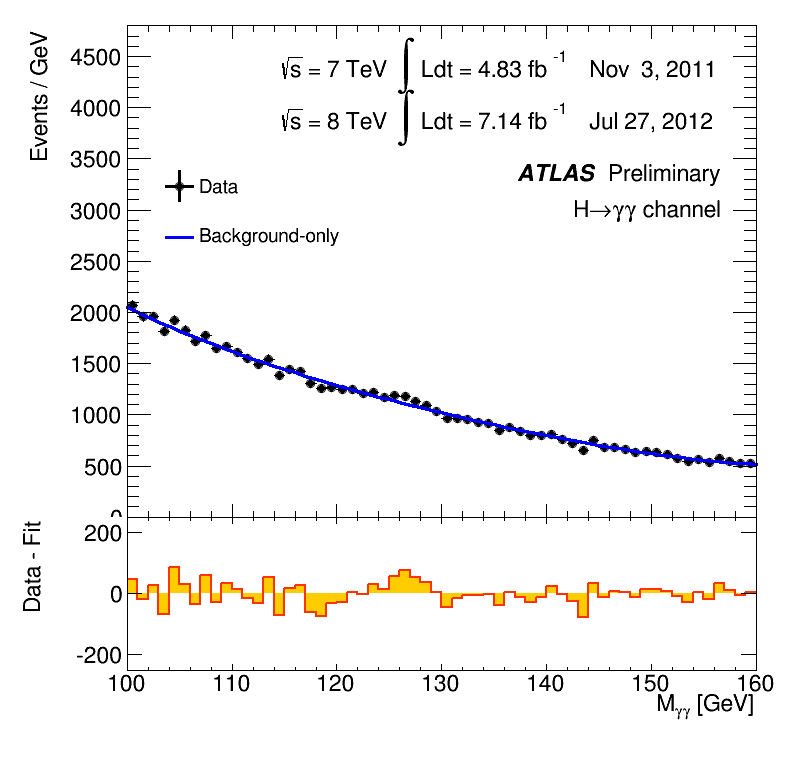 4500
4000
3500
3000
2500
2000
1500
1000
500
0
Events / GeV
√s = 7 TeV ∫ Ldt = 4.83 fb⁻¹ Nov 3, 2011
√s = 8 TeV ∫ Ldt = 7.14 fb⁻¹ Jul 27, 2012
ATLAS Preliminary
H→γγ channel
Data
Background-only
200
0
-200
Data - Fit
100 110 120 130 140 150 160
Mγγ [GeV]